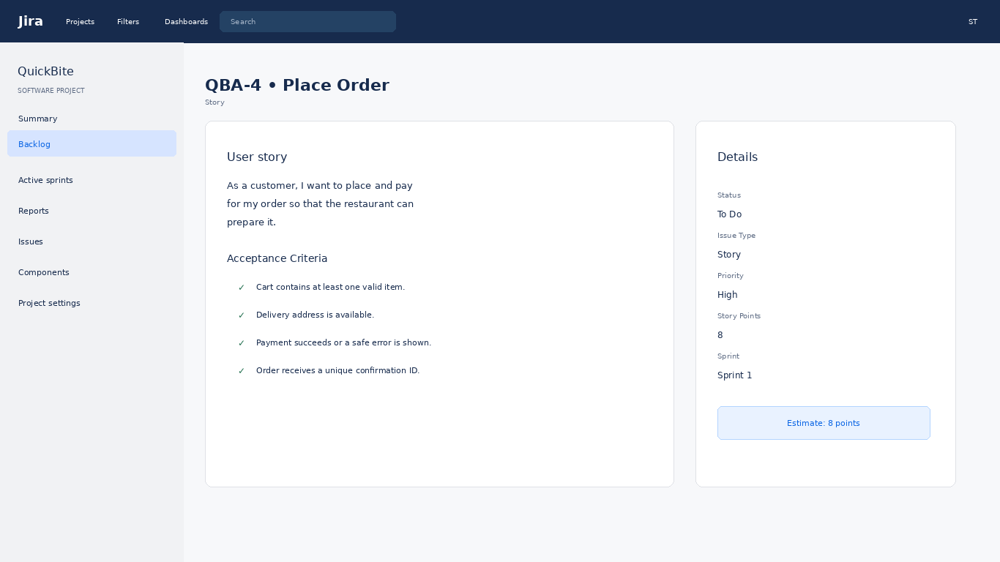 Jira Projects Filters Dashboards Search ST
QuickBite
SOFTWARE PROJECT
Summary
Backlog
Active sprints
Reports
Issues
Components
Project settings
QBA-4 • Place Order
Story
User story
As a customer, I want to place and pay
for my order so that the restaurant can
prepare it.
Acceptance Criteria
✓ Cart contains at least one valid item.
✓ Delivery address is available.
✓ Payment succeeds or a safe error is shown.
✓ Order receives a unique confirmation ID.
Details
Status
To Do
Issue Type
Story
Priority
High
Story Points
8
Sprint
Sprint 1
Estimate: 8 points